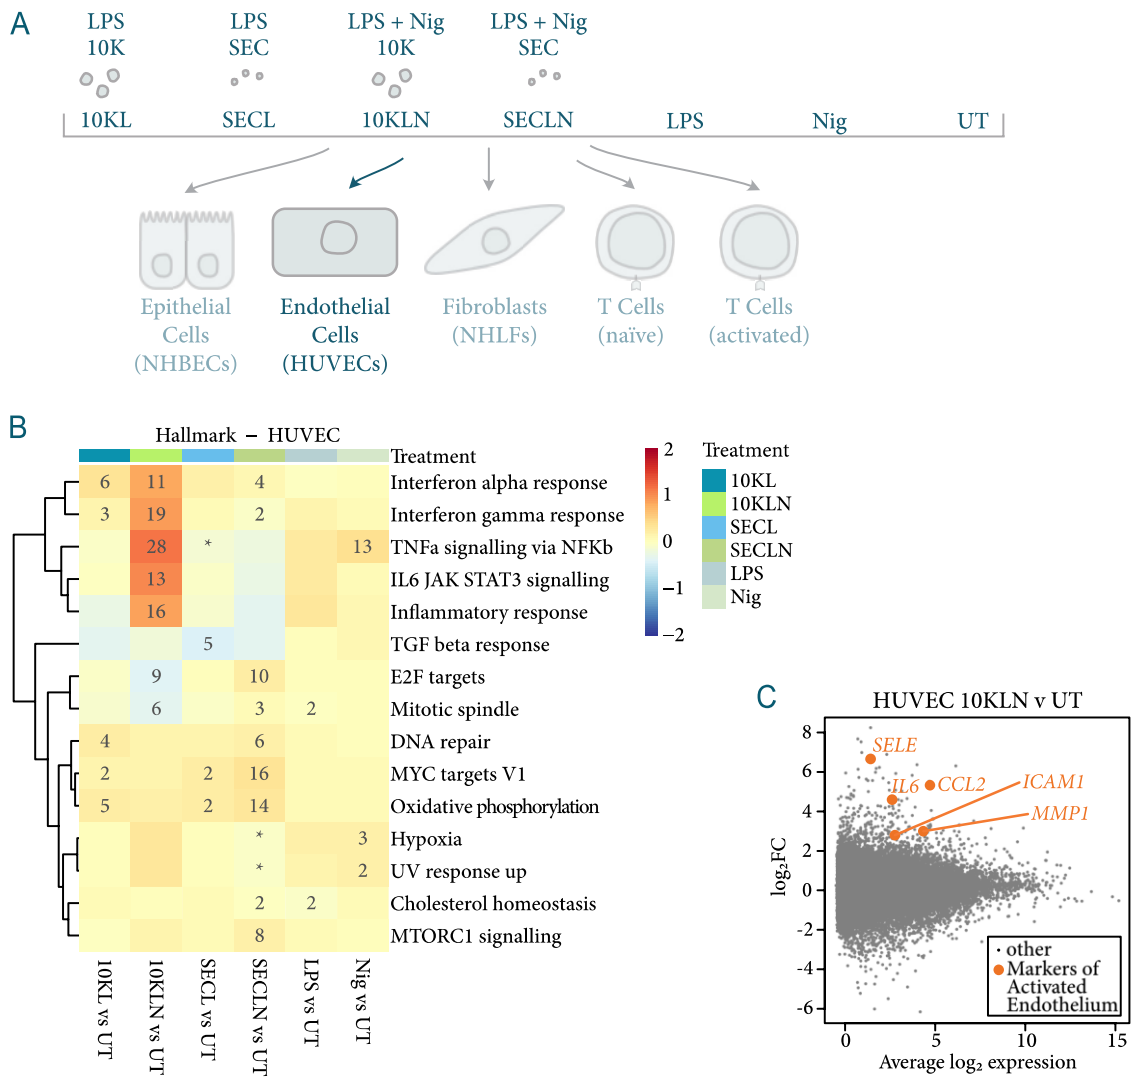 A
LPS
10K
LPS
SEC
LPS + Nig
10K
LPS + Nig
SEC
10KL SECL 10KLN SECLN LPS Nig UT
Epithelial
Cells
(NHBECs)
Endothelial
Cells
(HUVECs)
Fibroblasts
(NHLFs)
T Cells
(naïve)
T Cells
(activated)
B
Hallmark – HUVEC
Treatment
6 11 4 Interferon alpha response
3 19 2 Interferon gamma response
28 * 13 TNFa signalling via NFKb
13 IL6 JAK STAT3 signalling
16 Inflammatory response
5 TGF beta response
9 10 E2F targets
6 3 2 Mitotic spindle
4 6 DNA repair
2 2 16 MYC targets V1
5 2 14 Oxidative phosphorylation
* 3 Hypoxia
* 2 UV response up
2 2 Cholesterol homeostasis
8 MTORC1 signalling
10KL vs UT
10KLN vs UT
SECL vs UT
SECLN vs UT
LPS vs UT
Nig vs UT
2
1
0
−1
−2
Treatment
10KL
10KLN
SECL
SECLN
LPS
Nig
C
HUVEC 10KLN v UT
log₂FC
8
6
4
2
0
-2
-4
-6
SELE
IL6
CCL2
ICAM1
MMP1
other
Markers of
Activated
Endothelium
0 5 10 15
Average log₂ expression